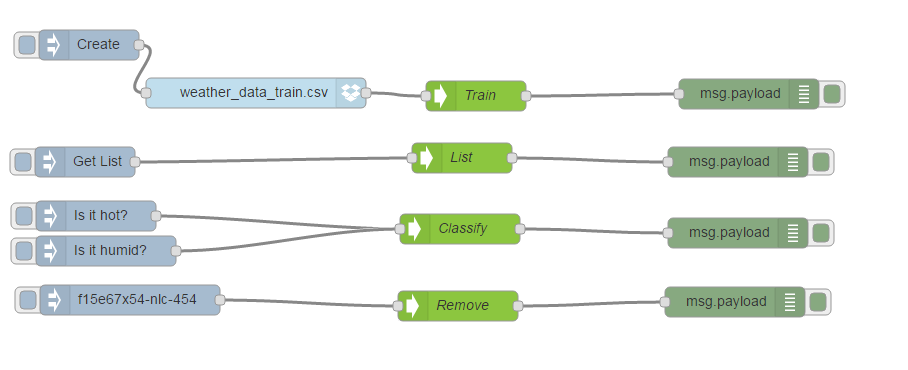 Create
weather_data_train.csv
Train
msg.payload
Get List
List
msg.payload
Is it hot?
Is it humid?
Classify
msg.payload
f15e67x54-nlc-454
Remove
msg.payload